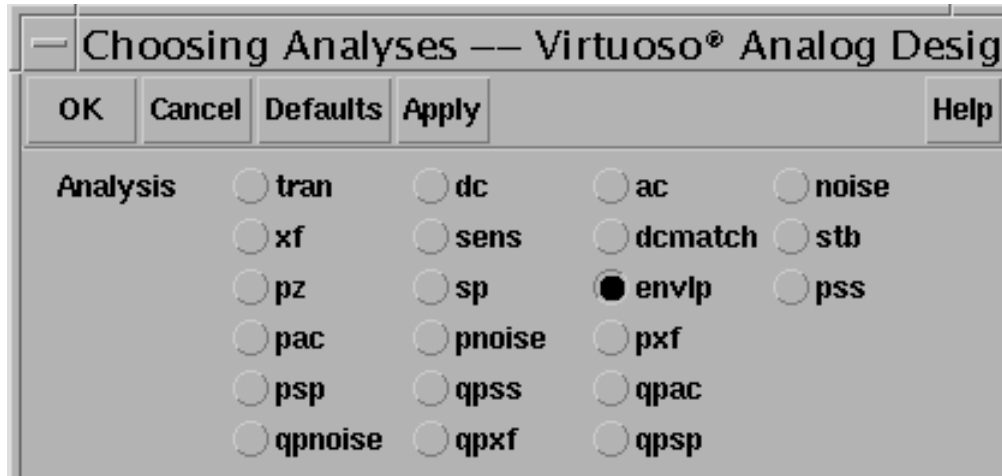 Choosing Analyses –– Virtuoso® Analog Desig
OK Cancel Defaults Apply Help
Analysis tran dc ac noise
xf sens dcmatch stb
pz sp envlp pss
pac pnoise pxf
psp qpss qpac
qpnoise qpxf qpsp